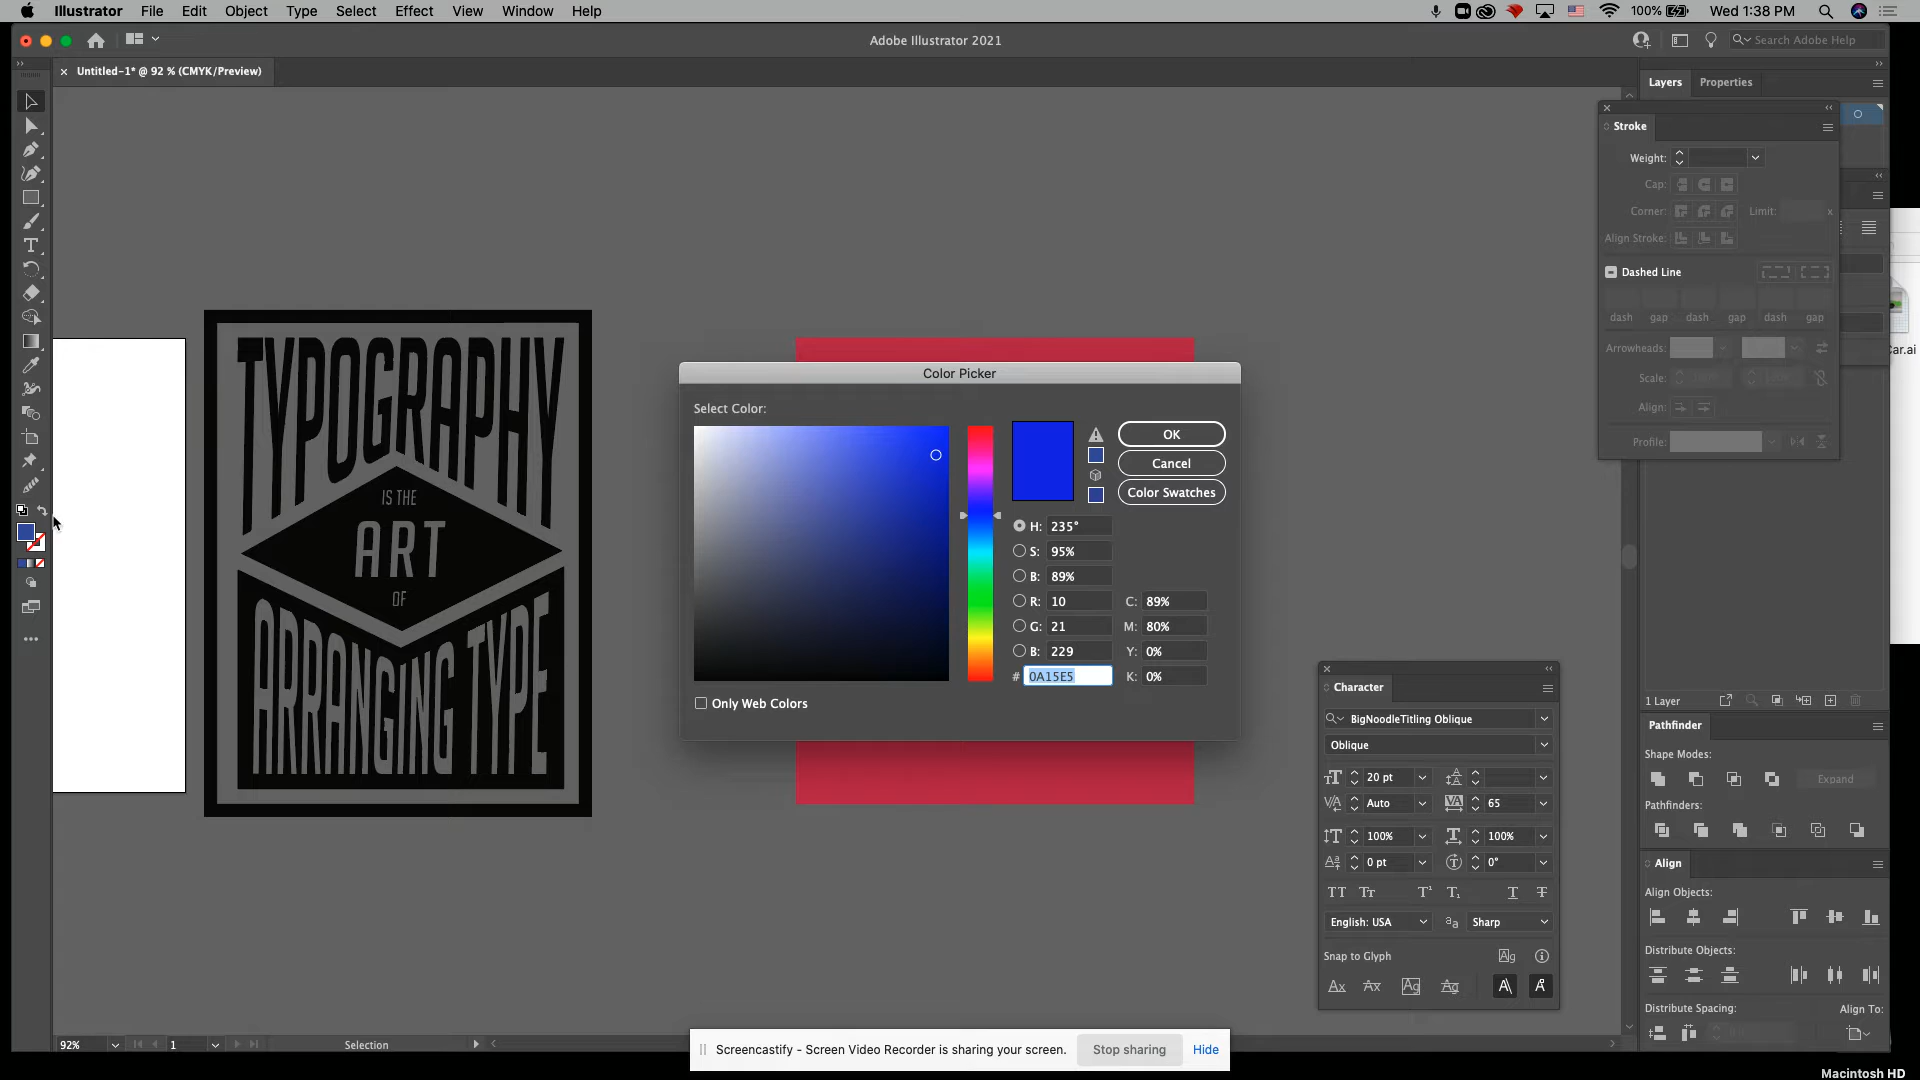 Illustrator File Edit Object Type Select Effect View Window Help
100% Wed 1:38 PM
Adobe Illustrator 2021
Search Adobe Help
× Untitled-1* @ 92 % (CMYK/Preview)
Layers Properties
Stroke
Weight:
Cap:
Corner: Limit: x
Align Stroke:
Dashed Line
dash gap dash gap dash gap
Arrowheads:
Scale:
Align:
Profile:
Car.ai
TYPOGRAPHY
IS THE
ART
OF
ARRANGING TYPE
Color Picker
Select Color:
OK
Cancel
Color Swatches
H: 235°
S: 95%
B: 89%
R: 10 C: 89%
G: 21 M: 80%
B: 229 Y: 0%
# 0A15E5 K: 0%
Only Web Colors
Character
BigNoodleTitling Oblique
Oblique
20 pt
Auto 65
100% 100%
0 pt 0°
English: USA Sharp
Snap to Glyph
1 Layer
Pathfinder
Shape Modes:
Expand
Pathfinders:
Align
Align Objects:
Distribute Objects:
Distribute Spacing: Align To:
92% 1 Selection
Screencastify - Screen Video Recorder is sharing your screen. Stop sharing Hide
Macintosh HD